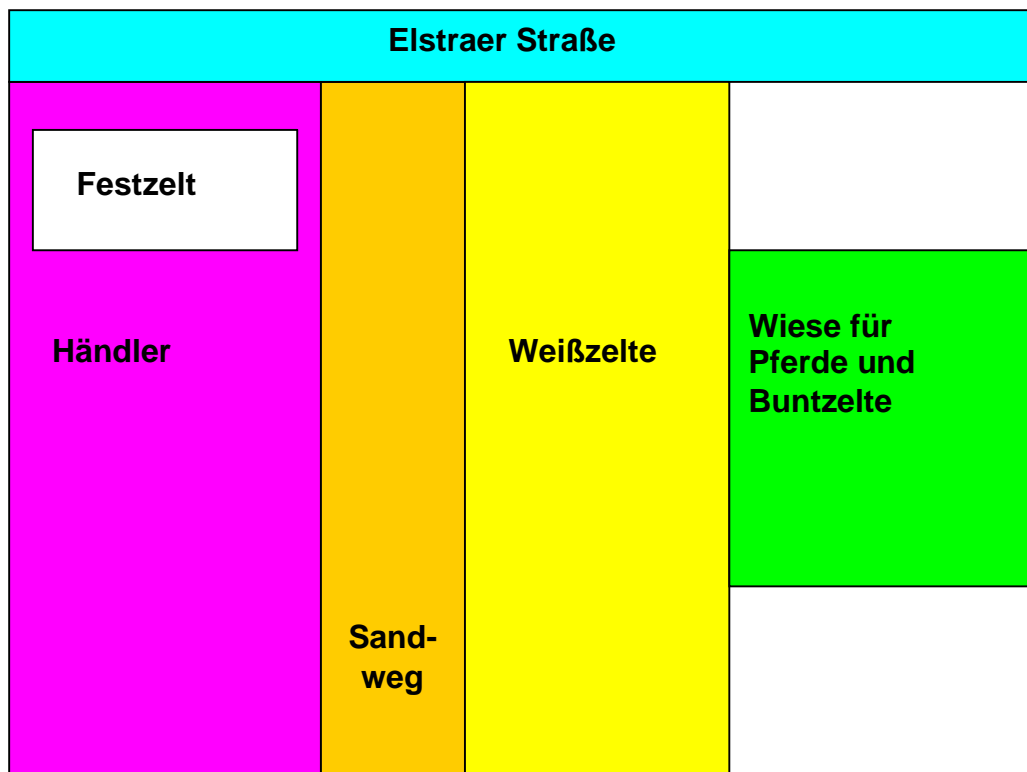 Elstraer Straße
Festzelt
Händler
Weißzelte
Wiese für
Pferde und
Buntzelte
Sand-
weg